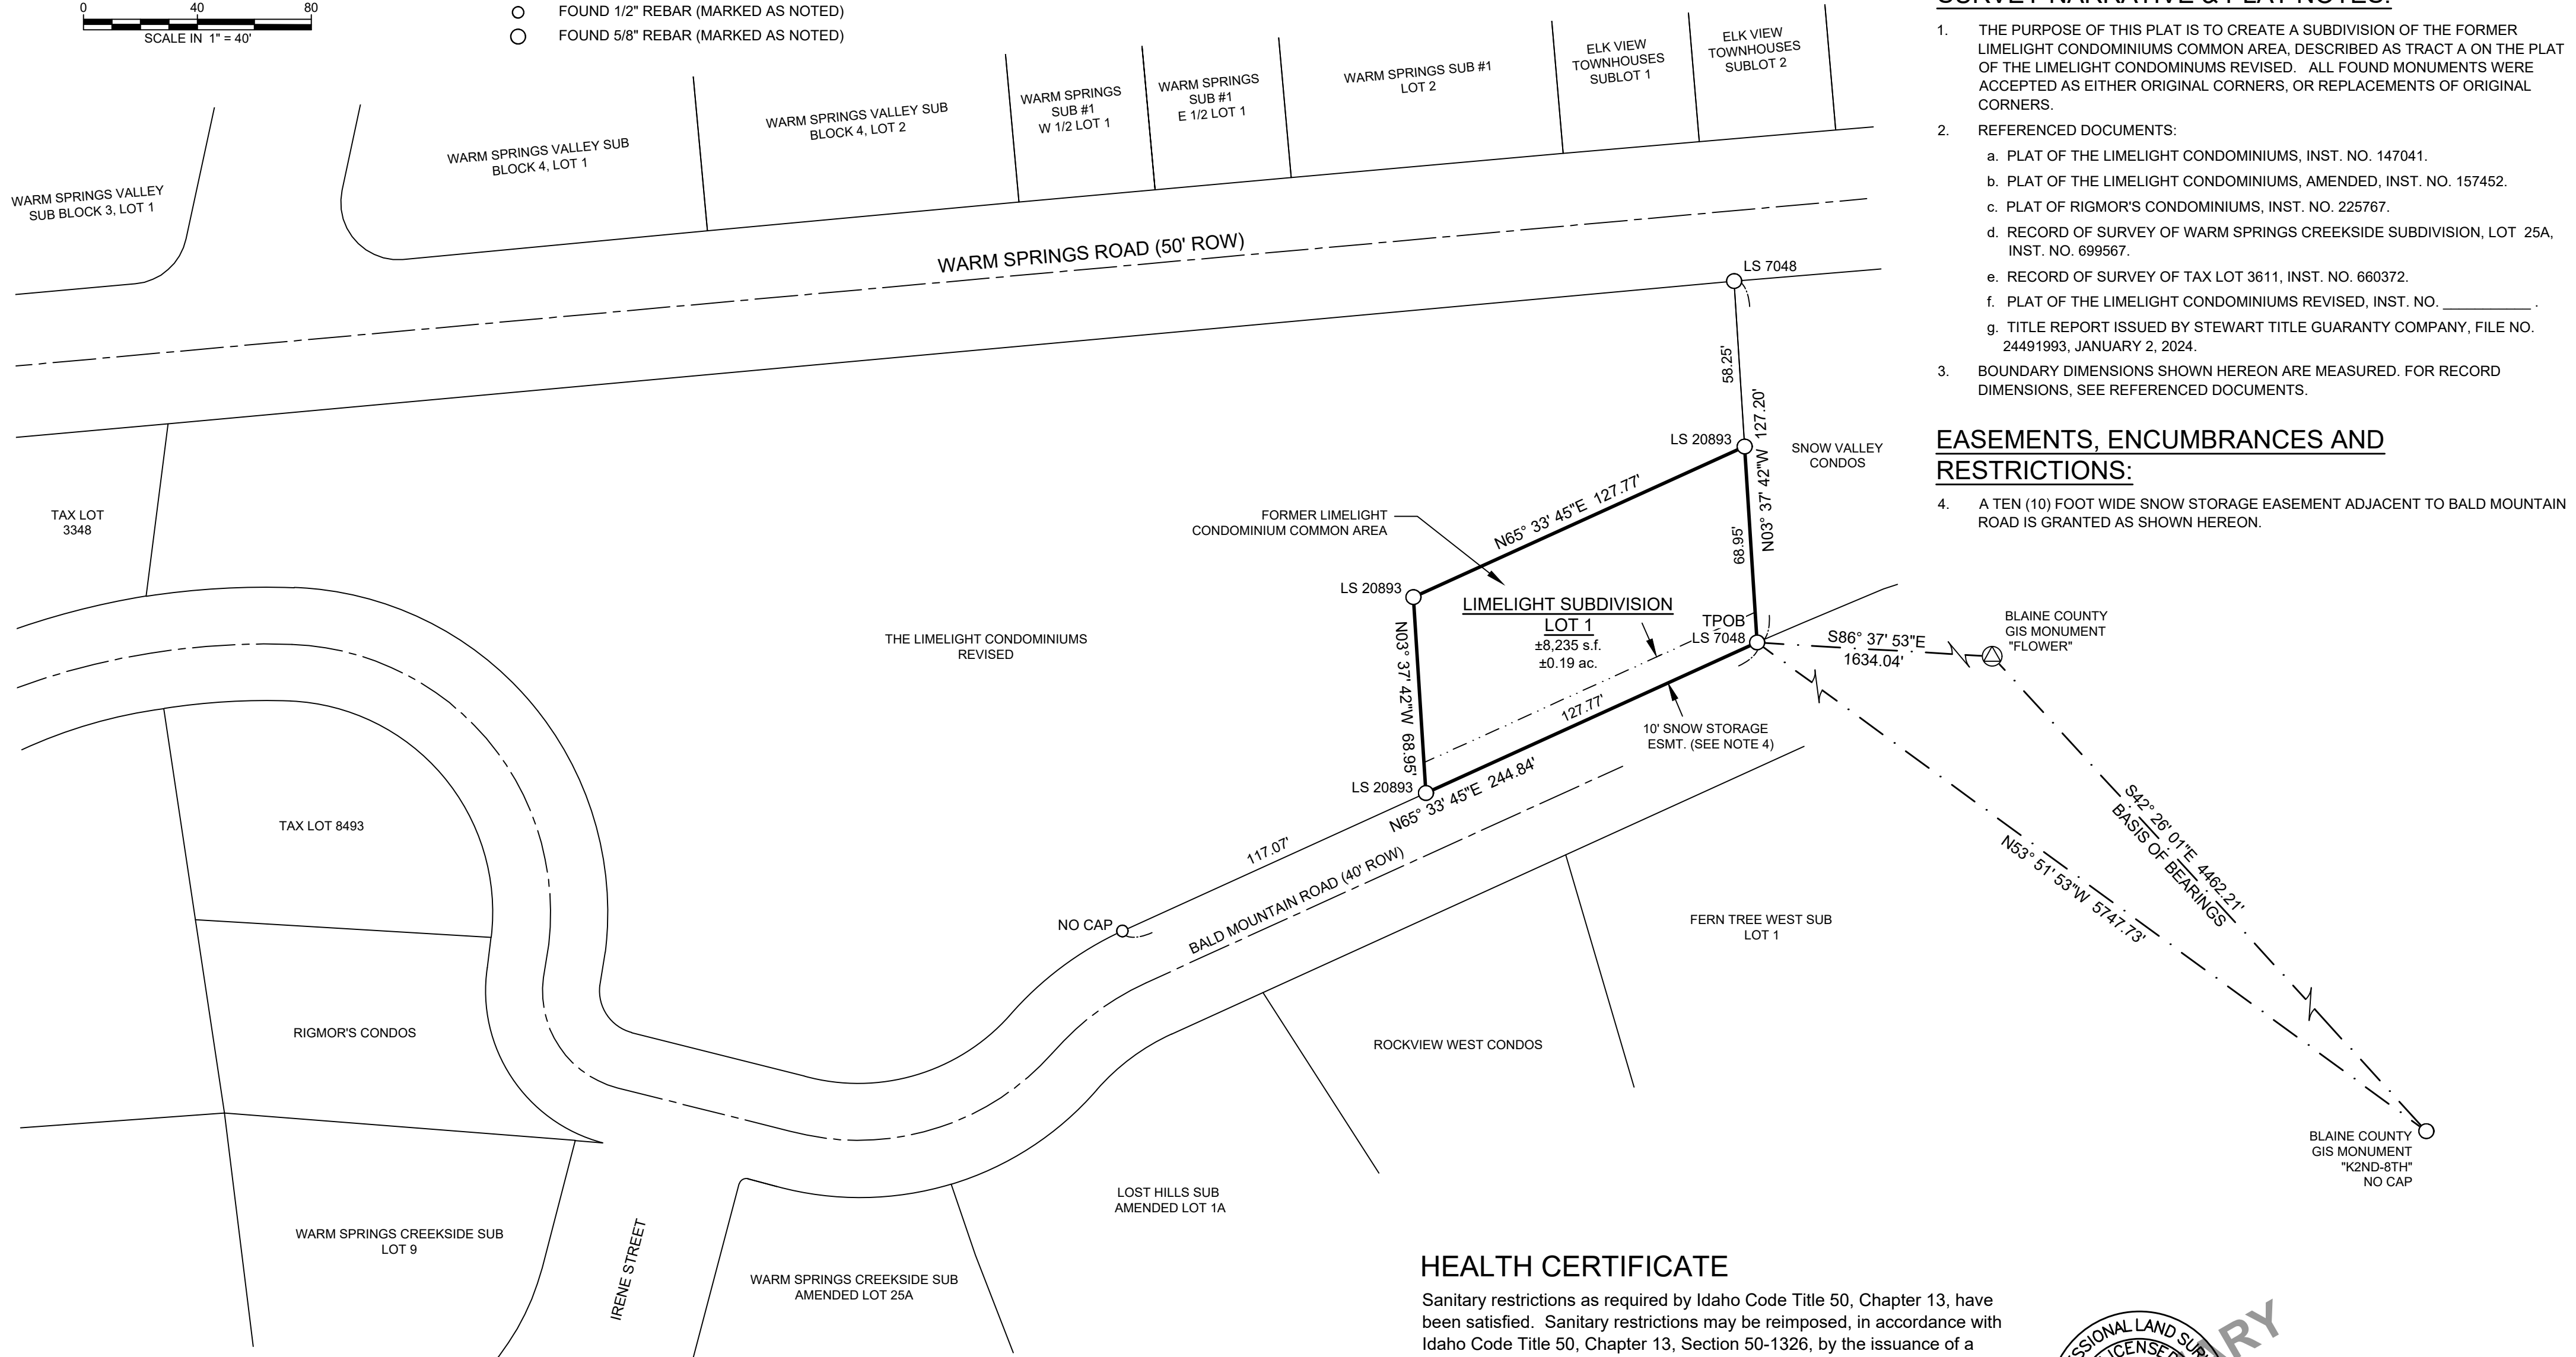 0 40 80
SCALE IN 1" = 40'
FOUND 1/2" REBAR (MARKED AS NOTED)
FOUND 5/8" REBAR (MARKED AS NOTED)
WARM SPRINGS VALLEY
SUB BLOCK 3, LOT 1
WARM SPRINGS VALLEY SUB
BLOCK 4, LOT 1
WARM SPRINGS VALLEY SUB
BLOCK 4, LOT 2
WARM SPRINGS
SUB #1
W 1/2 LOT 1
WARM SPRINGS
SUB #1
E 1/2 LOT 1
WARM SPRINGS SUB #1
LOT 2
ELK VIEW
TOWNHOUSES
SUBLOT 1
ELK VIEW
TOWNHOUSES
SUBLOT 2
WARM SPRINGS ROAD (50' ROW)
LS 7048
58.25'
N03° 37' 42"W 127.20'
LS 20893
SNOW VALLEY
CONDOS
TAX LOT
3348
FORMER LIMELIGHT
CONDOMINIUM COMMON AREA
N65° 33' 45"E 127.77'
68.95'
LS 20893
LIMELIGHT SUBDIVISION
LOT 1
±8,235 s.f.
±0.19 ac.
TPOB
LS 7048
THE LIMELIGHT CONDOMINIUMS
REVISED
N03° 37' 42"W 68.95'
127.77'
10' SNOW STORAGE
ESMT. (SEE NOTE 4)
S86° 37' 53"E
1634.04'
BLAINE COUNTY
GIS MONUMENT
"FLOWER"
LS 20893
N65° 33' 45"E 244.84'
117.07'
NO CAP
BALD MOUNTAIN ROAD (40' ROW)
S42° 26' 01"E 4462.21'
BASIS OF BEARINGS
N53° 51' 53"W 5747.73'
TAX LOT 8493
FERN TREE WEST SUB
LOT 1
RIGMOR'S CONDOS
ROCKVIEW WEST CONDOS
BLAINE COUNTY
GIS MONUMENT
"K2ND-8TH"
NO CAP
LOST HILLS SUB
AMENDED LOT 1A
WARM SPRINGS CREEKSIDE SUB
LOT 9
IRENE STREET
WARM SPRINGS CREEKSIDE SUB
AMENDED LOT 25A
SURVEY NARRATIVE & PLAT NOTES:
1. THE PURPOSE OF THIS PLAT IS TO CREATE A SUBDIVISION OF THE FORMER
LIMELIGHT CONDOMINIUMS COMMON AREA, DESCRIBED AS TRACT A ON THE PLAT
OF THE LIMELIGHT CONDOMINUMS REVISED. ALL FOUND MONUMENTS WERE
ACCEPTED AS EITHER ORIGINAL CORNERS, OR REPLACEMENTS OF ORIGINAL
CORNERS.
2. REFERENCED DOCUMENTS:
a. PLAT OF THE LIMELIGHT CONDOMINIUMS, INST. NO. 147041.
b. PLAT OF THE LIMELIGHT CONDOMINIUMS, AMENDED, INST. NO. 157452.
c. PLAT OF RIGMOR'S CONDOMINIUMS, INST. NO. 225767.
d. RECORD OF SURVEY OF WARM SPRINGS CREEKSIDE SUBDIVISION, LOT 25A,
INST. NO. 699567.
e. RECORD OF SURVEY OF TAX LOT 3611, INST. NO. 660372.
f. PLAT OF THE LIMELIGHT CONDOMINIUMS REVISED, INST. NO. ___________ .
g. TITLE REPORT ISSUED BY STEWART TITLE GUARANTY COMPANY, FILE NO.
24491993, JANUARY 2, 2024.
3. BOUNDARY DIMENSIONS SHOWN HEREON ARE MEASURED. FOR RECORD
DIMENSIONS, SEE REFERENCED DOCUMENTS.
EASEMENTS, ENCUMBRANCES AND
RESTRICTIONS:
4. A TEN (10) FOOT WIDE SNOW STORAGE EASEMENT ADJACENT TO BALD MOUNTAIN
ROAD IS GRANTED AS SHOWN HEREON.
HEALTH CERTIFICATE
Sanitary restrictions as required by Idaho Code Title 50, Chapter 13, have
been satisfied. Sanitary restrictions may be reimposed, in accordance with
Idaho Code Title 50, Chapter 13, Section 50-1326, by the issuance of a